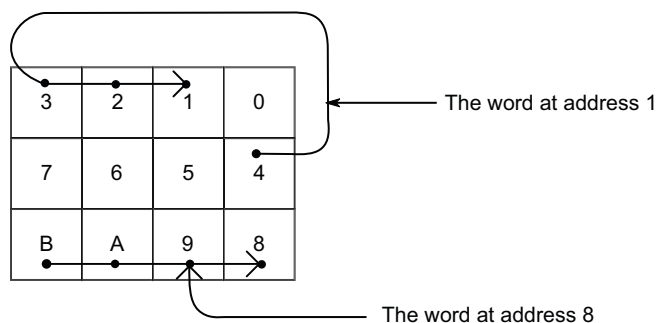 3 2 1 0
The word at address 1
7 6 5 4
B A 9 8
The word at address 8